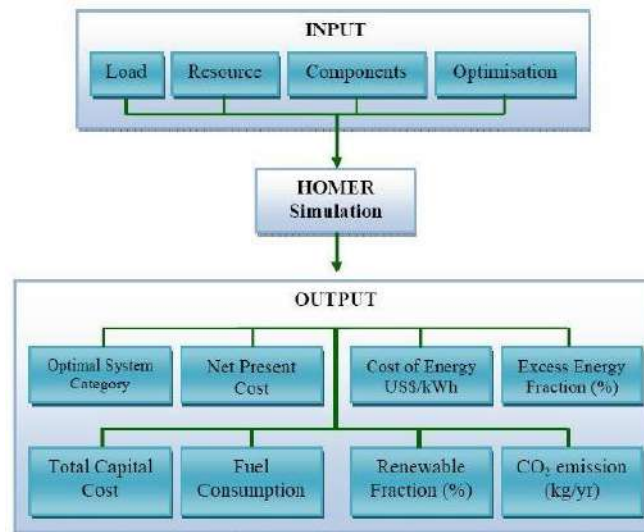 INPUT
Load
Resource
Components
Optimisation
HOMER
Simulation
OUTPUT
Optimal System
Category
Net Present
Cost
Cost of Energy
US$/kWh
Excess Energy
Fraction (%)
Total Capital
Cost
Fuel
Consumption
Renewable
Fraction (%)
CO₂ emission
(kg/yr)